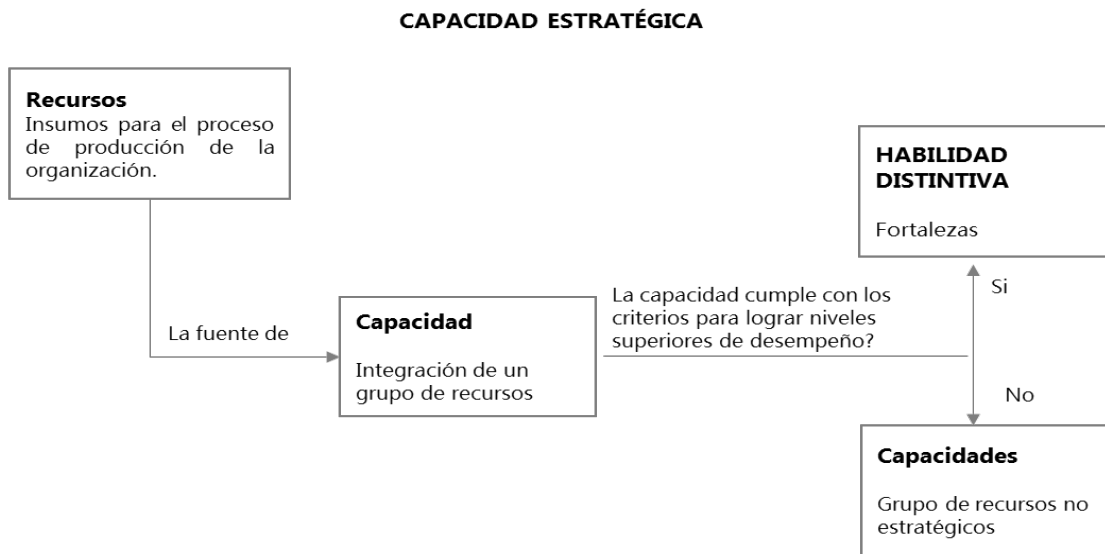 CAPACIDAD ESTRATÉGICA
Recursos
Insumos para el proceso
de producción de la
organización.
La fuente de
Capacidad
Integración de un
grupo de recursos
La capacidad cumple con los
criterios para lograr niveles
superiores de desempeño?
HABILIDAD
DISTINTIVA
Fortalezas
Si
No
Capacidades
Grupo de recursos no
estratégicos